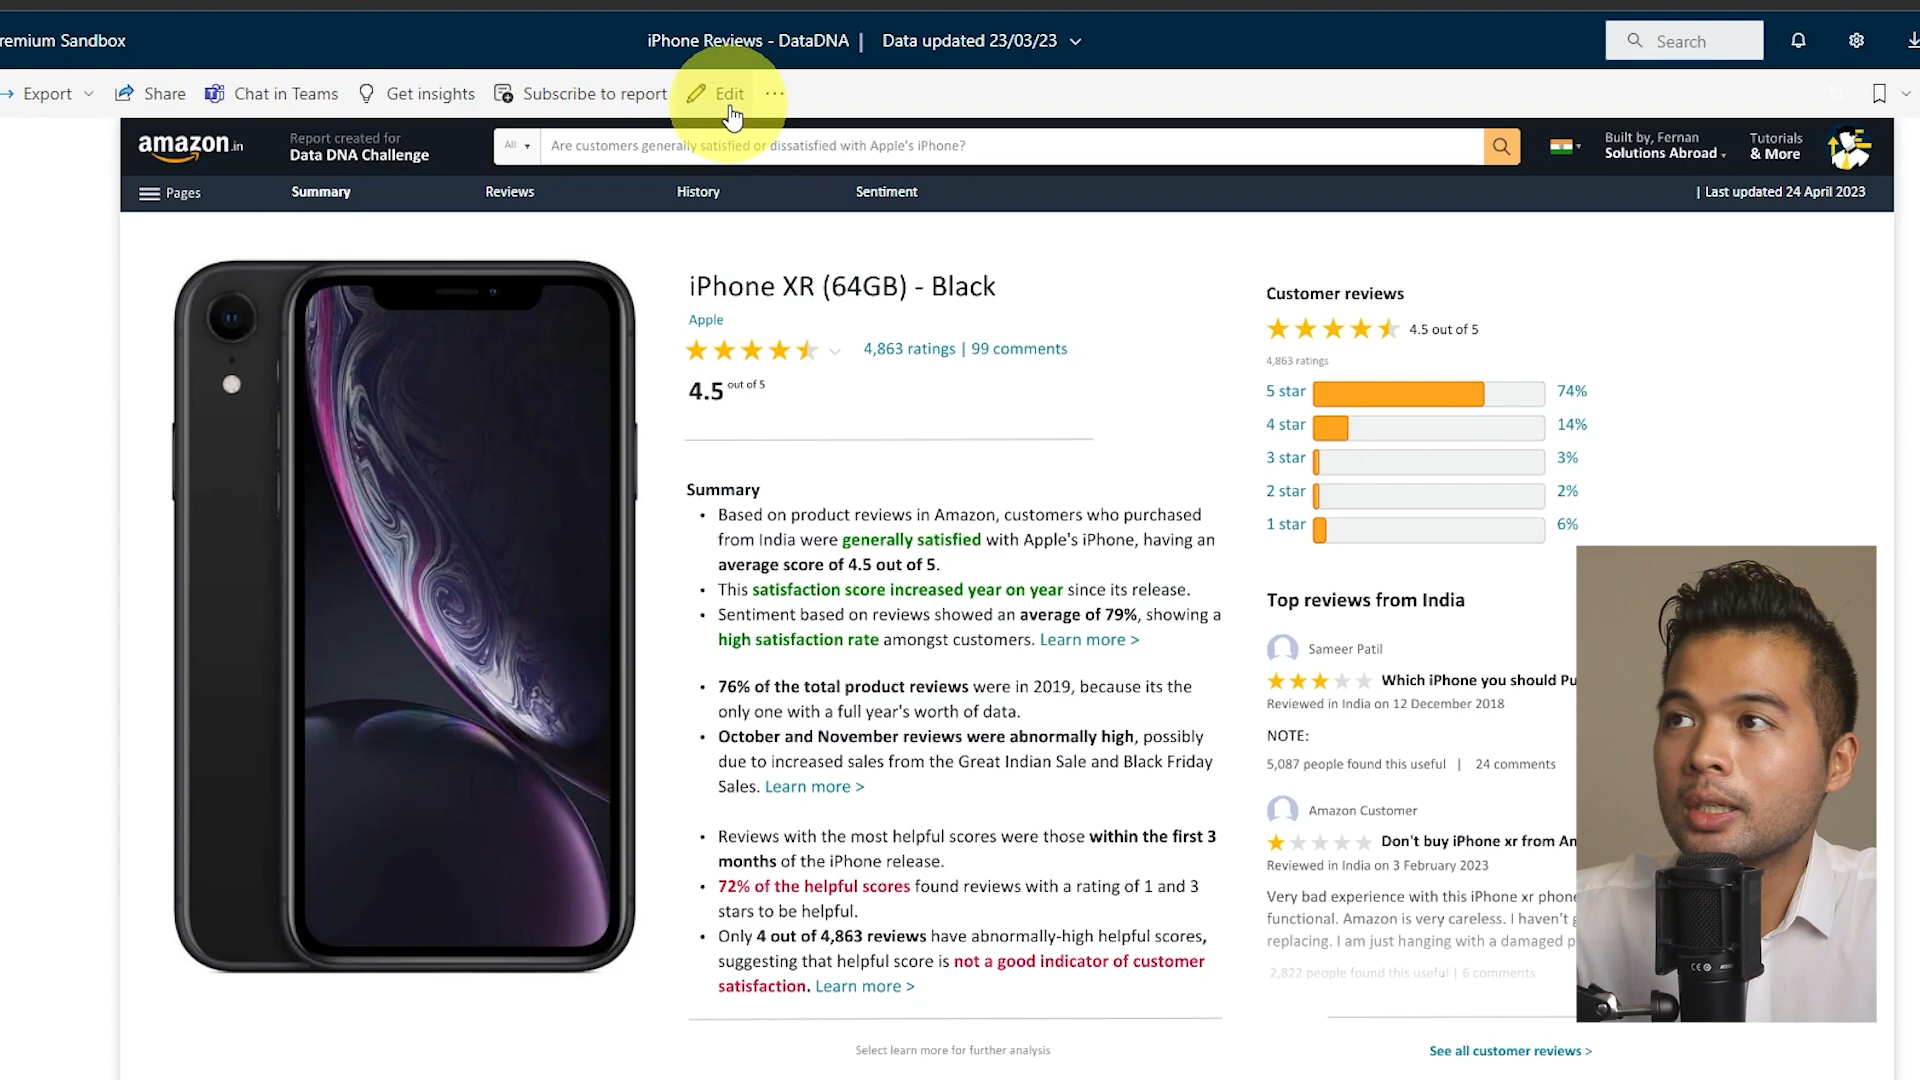 remium Sandbox
iPhone Reviews - DataDNA | Data updated 23/03/23
Search
Export
Share
Chat in Teams
Get insights
Subscribe to report
Edit
...
amazon.in
Report created for
Data DNA Challenge
All
Are customers generally satisfied or dissatisfied with Apple's iPhone?
Built by, Fernan
Solutions Abroad
Tutorials
& More
Pages
Summary
Reviews
History
Sentiment
| Last updated 24 April 2023
iPhone XR (64GB) - Black
Apple
4,863 ratings | 99 comments
4.5 out of 5
Summary
• Based on product reviews in Amazon, customers who purchased
from India were generally satisfied with Apple's iPhone, having an
average score of 4.5 out of 5.
• This satisfaction score increased year on year since its release.
• Sentiment based on reviews showed an average of 79%, showing a
high satisfaction rate amongst customers. Learn more >
• 76% of the total product reviews were in 2019, because its the
only one with a full year's worth of data.
• October and November reviews were abnormally high, possibly
due to increased sales from the Great Indian Sale and Black Friday
Sales. Learn more >
• Reviews with the most helpful scores were those within the first 3
months of the iPhone release.
• 72% of the helpful scores found reviews with a rating of 1 and 3
stars to be helpful.
• Only 4 out of 4,863 reviews have abnormally-high helpful scores,
suggesting that helpful score is not a good indicator of customer
satisfaction. Learn more >
Select learn more for further analysis
Customer reviews
4.5 out of 5
4,863 ratings
5 star 74%
4 star 14%
3 star 3%
2 star 2%
1 star 6%
Top reviews from India
Sameer Patil
Which iPhone you should Pu
Reviewed in India on 12 December 2018
NOTE:
5,087 people found this useful | 24 comments
Amazon Customer
Don't buy iPhone xr from An
Reviewed in India on 3 February 2023
Very bad experience with this iPhone xr phone
functional. Amazon is very careless. I haven't g
replacing. I am just hanging with a damaged p
2,822 people found this useful | 6 comments
See all customer reviews >
CE